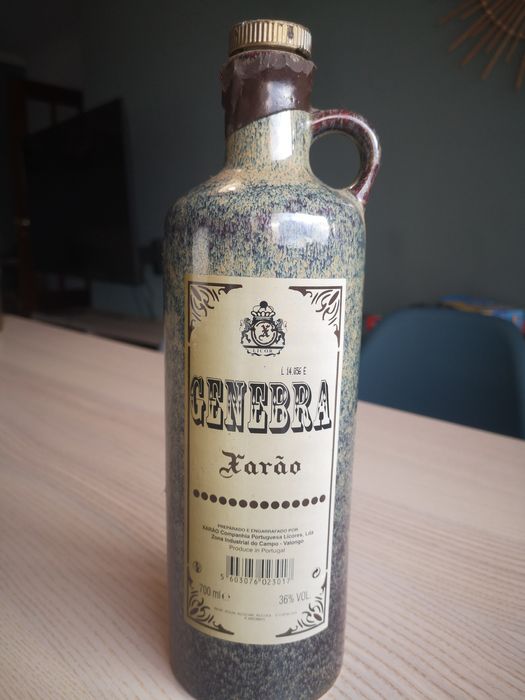 LICOR
L 14.056 E
GENEBRA
Xarão
PREPARADO E ENGARRAFADO POR
XARÃO Companhia Portuguesa Licores, Lda
Zona Industrial do Campo - Valongo
Produce in Portugal
5 603076 023017
700 ml e 36% VOL.